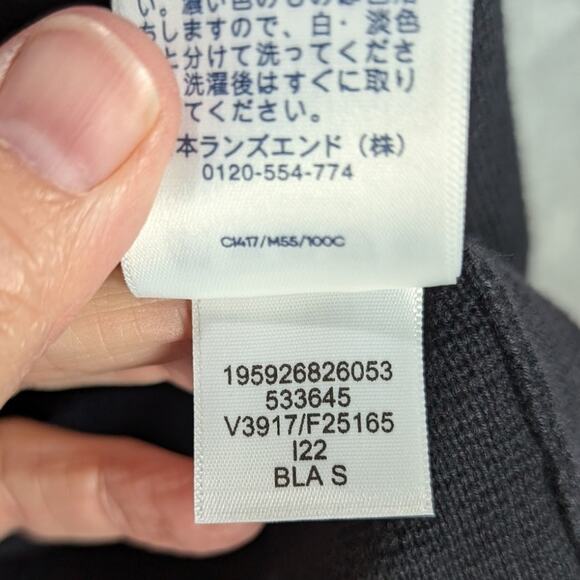 い。濃い色のものは色落
ちしますので、白・淡色
と分けて洗ってくださ
洗濯後はすぐに取り
てください。
本ランズエンド（株）
0120-554-774
C1417/M55/100C
195926826053
533645
V3917/F25165
I22
BLA S